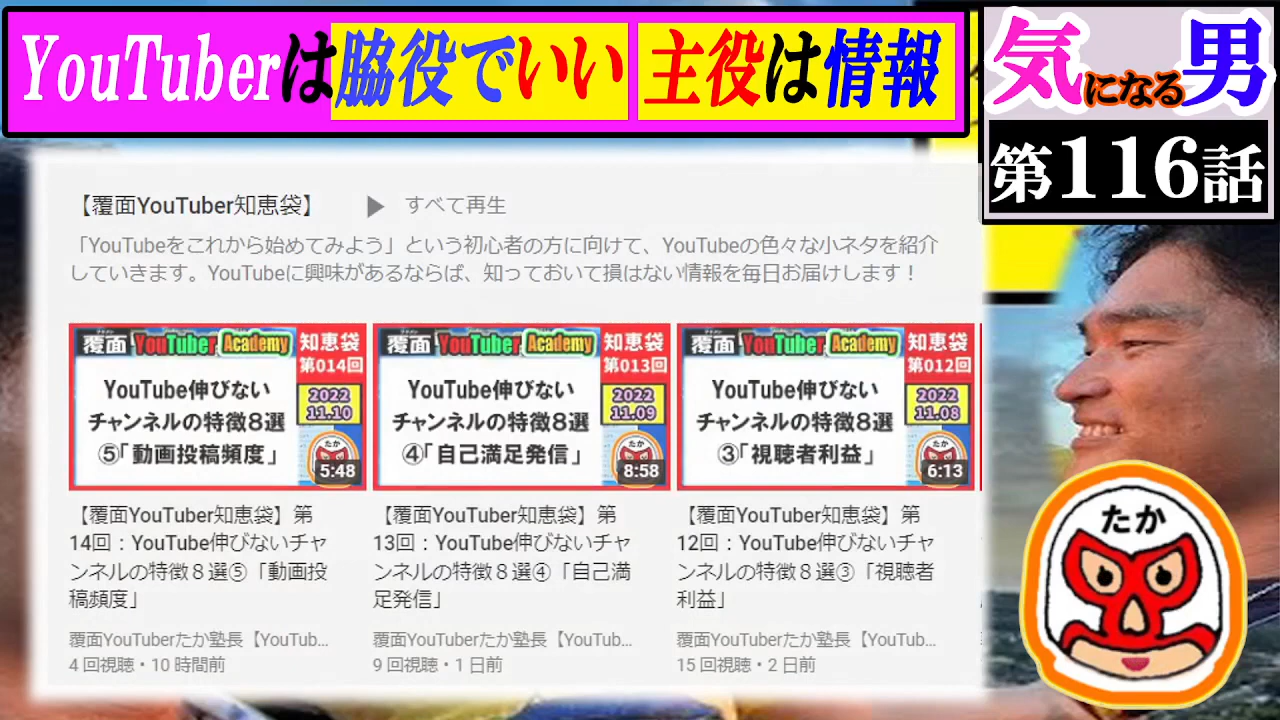 YouTuberは脇役でいい 主役は情報
気になる男
第116話
【覆面YouTuber知恵袋】 ▶ すべて再生
「YouTubeをこれから始めてみよう」という初心者の方に向けて、YouTubeの色々な小ネタを紹介
していきます。YouTubeに興味があるならば、知っておいて損はない情報を毎日お届けします！
覆面YouTuber Academy
知恵袋
第014回
YouTube伸びない
チャンネルの特徴８選
⑤「動画投稿頻度」
2022
11.10
たか
5:48
覆面YouTuber Academy
知恵袋
第013回
YouTube伸びない
チャンネルの特徴８選
④「自己満足発信」
2022
11.09
たか
8:58
覆面YouTuber Academy
知恵袋
第012回
YouTube伸びない
チャンネルの特徴８選
③「視聴者利益」
2022
11.08
たか
6:13
【覆面YouTuber知恵袋】第
14回：YouTube伸びないチャ
ンネルの特徴８選⑤「動画投
稿頻度」
覆面YouTuberたか塾長【YouTub...
4 回視聴・10 時間前
【覆面YouTuber知恵袋】第
13回：YouTube伸びないチャ
ンネルの特徴８選④「自己満
足発信」
覆面YouTuberたか塾長【YouTub...
9 回視聴・1 日前
【覆面YouTuber知恵袋】第
12回：YouTube伸びないチャ
ンネルの特徴８選③「視聴者
利益」
覆面YouTuberたか塾長【YouTub...
15 回視聴・2 日前
たか